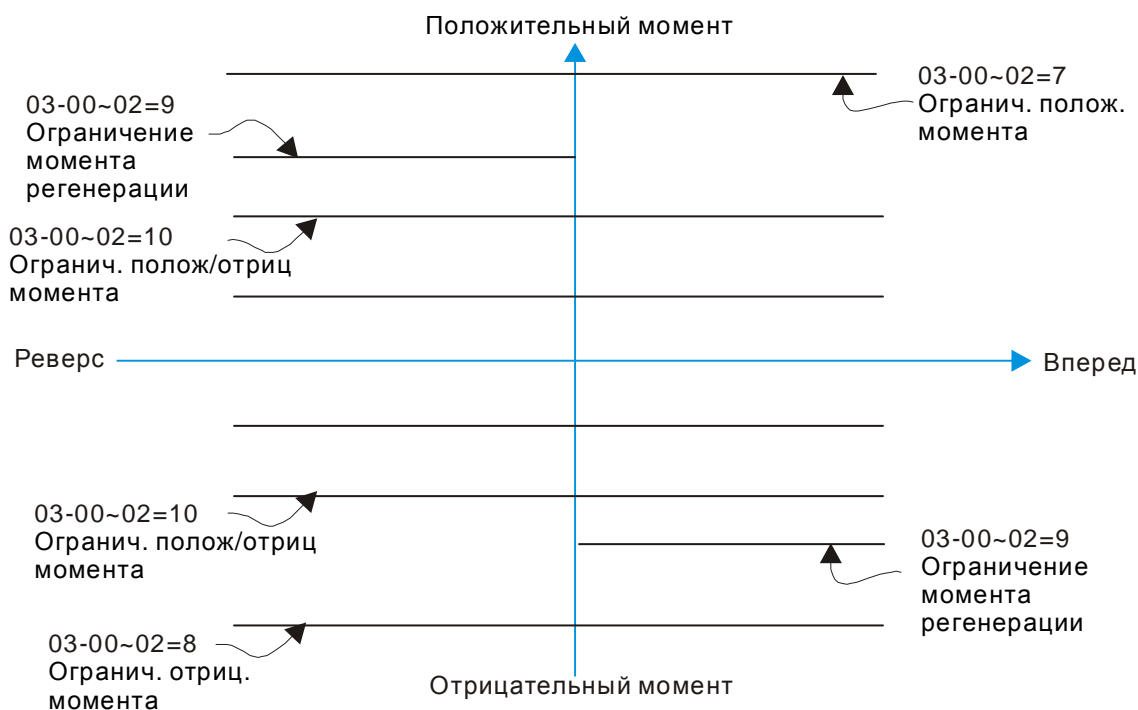 Положительный момент
03-00~02=7
Огранич. полож.
момента
03-00~02=9
Ограничение
момента
регенерации
03-00~02=10
Огранич. полож/отриц
момента
Реверс
Вперед
03-00~02=10
Огранич. полож/отриц
момента
03-00~02=9
Ограничение
момента
регенерации
03-00~02=8
Огранич. отриц.
момента
Отрицательный момент